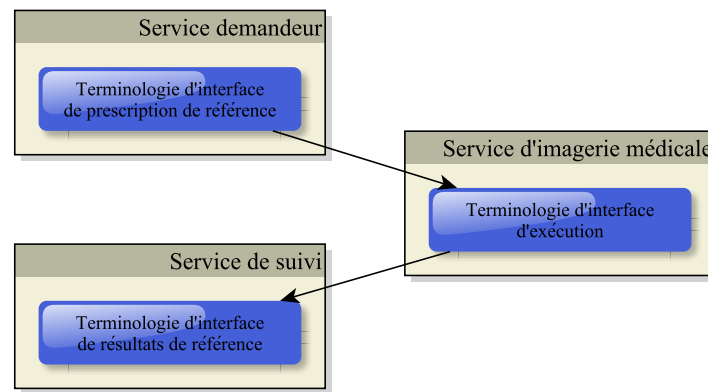 Service demandeur
Terminologie d'interface
de prescription de référence
Service d'imagerie médicale
Terminologie d'interface
d'exécution
Service de suivi
Terminologie d'interface
de résultats de référence